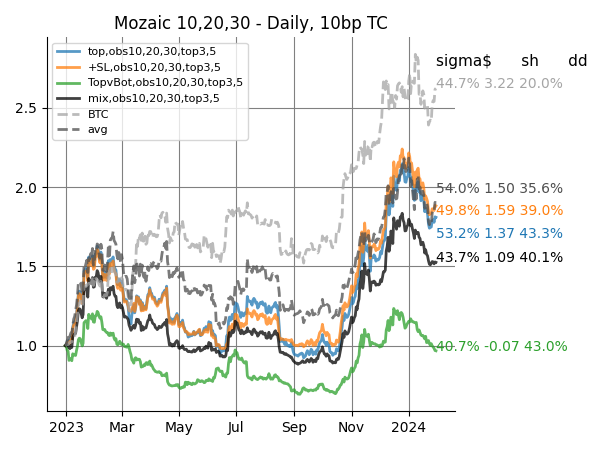 Mozaic 10,20,30 - Daily, 10bp TC
top,obs10,20,30,top3,5
+SL,obs10,20,30,top3,5
TopvBot,obs10,20,30,top3,5
mix,obs10,20,30,top3,5
BTC
avg
sigma$ sh dd
44.7% 3.22 20.0%
54.0% 1.50 35.6%
49.8% 1.59 39.0%
53.2% 1.37 43.3%
43.7% 1.09 40.1%
40.7% -0.07 43.0%
2.5
2.0
1.5
1.0
2023 Mar May Jul Sep Nov 2024